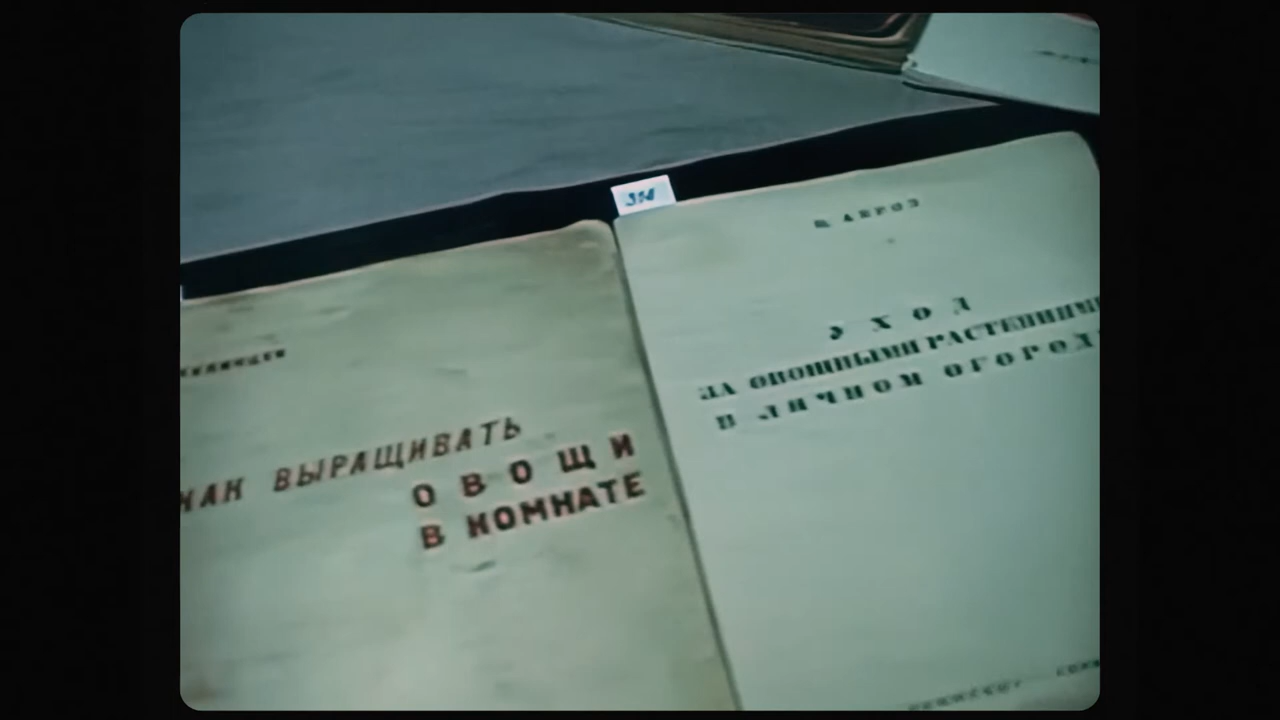 КАК ВЫРАЩИВАТЬ
ОВОЩИ
В КОМНАТЕ
314
УХОД
ЗА ОВОЩНЫМИ РАСТЕНИЯМИ
В ЛИЧНОМ ОГОРОДЕ